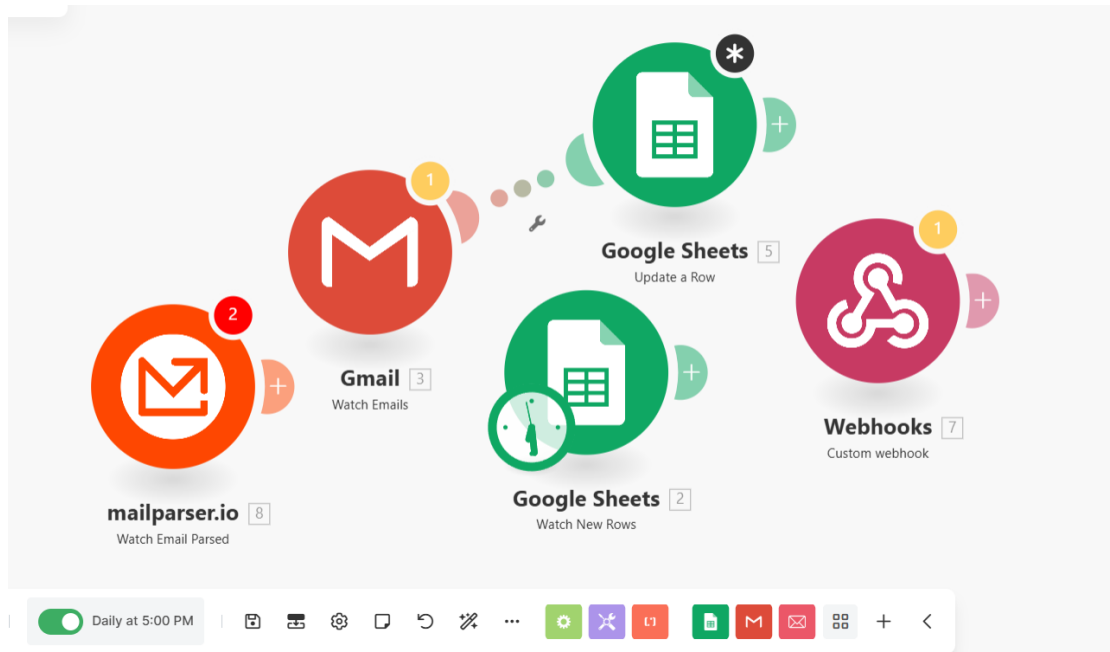 1
Google Sheets 5
Update a Row
1
2
Gmail 3
Watch Emails
Webhooks 7
Custom webhook
mailparser.io 8
Watch Email Parsed
Google Sheets 2
Watch New Rows
Daily at 5:00 PM